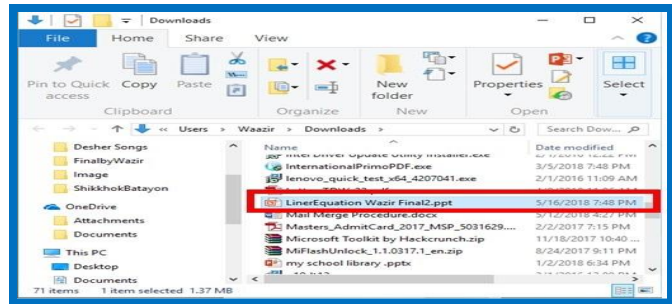 Downloads
File Home Share View
Pin to Quick access
Copy
Paste
New folder
Properties
Select
Clipboard Organize New Open
Users > Waazir > Downloads > Search Dow...
Desher Songs
FinalbyWazir
Image
ShikkhokBatayon
OneDrive
Attachments
Documents
This PC
Desktop
Documents
Name Date modified
InternationalPrimoPDF.exe 3/5/2018 7:48 PM
lenovo_quick_test_x64_4207041.exe 2/1/2016 11:09 AM
LinerEquation Wazir Final2.ppt 5/16/2018 7:48 PM
Mail Merge Procedure.docx 5/12/2018 4:27 PM
Masters_AdmitCard_2017_MSP_5031629.... 2/2/2017 7:15 PM
Microsoft Toolkit by Hackcrunch.zip 11/18/2017 10:40 ...
MiFlashUnlock_1.1.0317.1_en.zip 8/24/2017 9:11 PM
my school library .pptx 1/2/2018 6:34 PM
71 items 1 item selected 1.37 MB